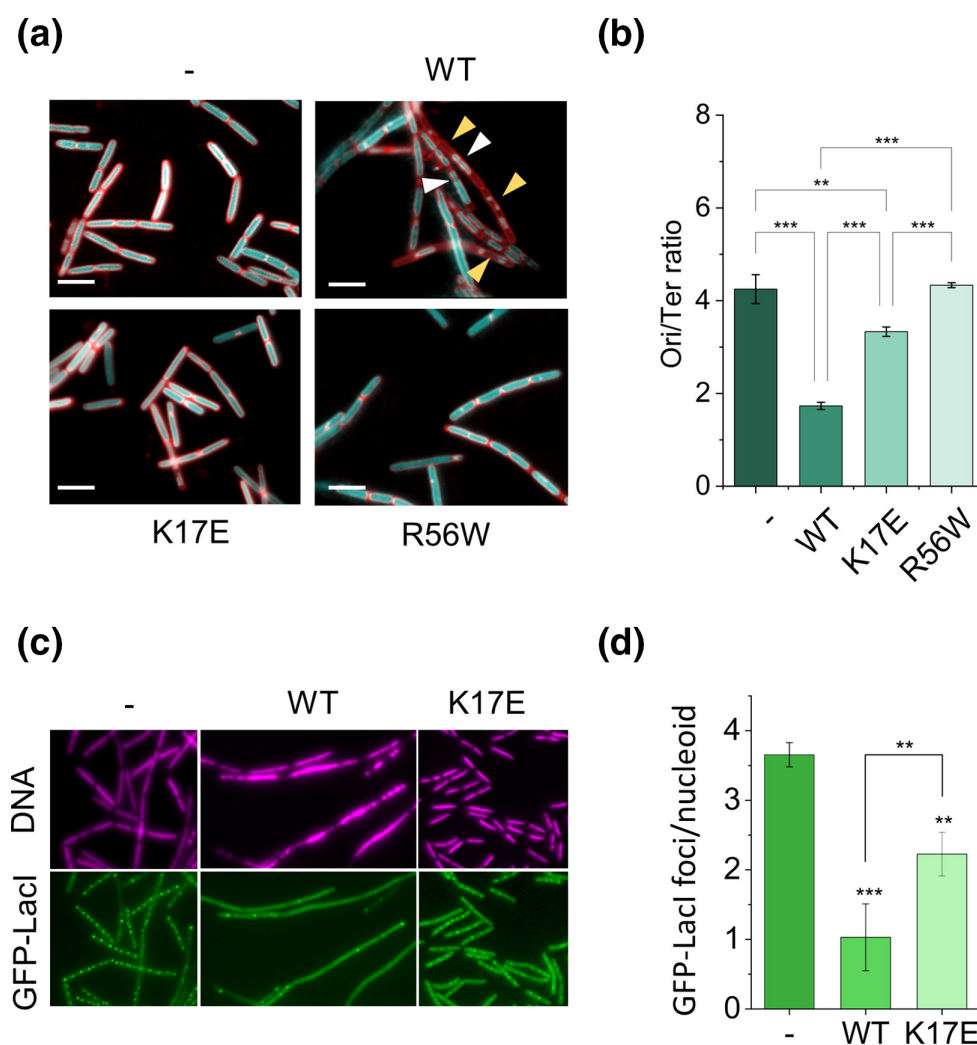 (a)
- WT
K17E R56W
(b)
Ori/Ter ratio
8
6
4
2
0
***
**
*** *** ***
- WT K17E R56W
(c)
- WT K17E
DNA
GFP-LacI
(d)
GFP-LacI foci/nucleoid
4
3
2
1
0
**
**
***
- WT K17E